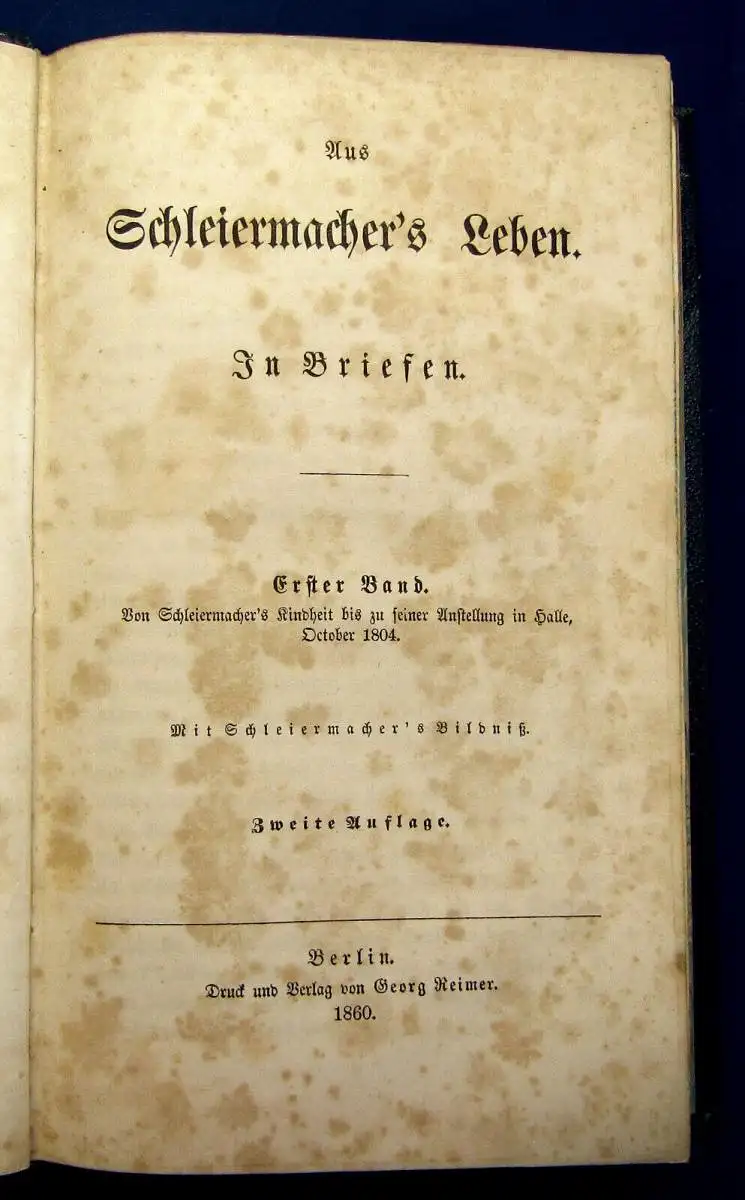 Aus
Schleiermacher's Leben.
In Briefen.
Erster Band.
Von Schleiermacher's Kindheit bis zu seiner Anstellung in Halle,
October 1804.
Mit Schleiermacher's Bildniß.
Zweite Auflage.
Berlin.
Druck und Verlag von Georg Reimer.
1860.